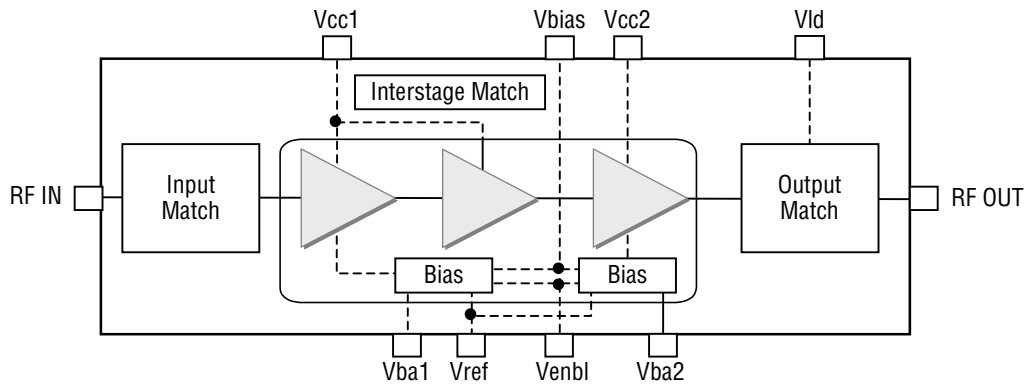 Vcc1
Vbias
Vcc2
Vld
Interstage Match
RF IN
Input
Match
Output
Match
RF OUT
Bias
Bias
Vba1
Vref
Venbl
Vba2